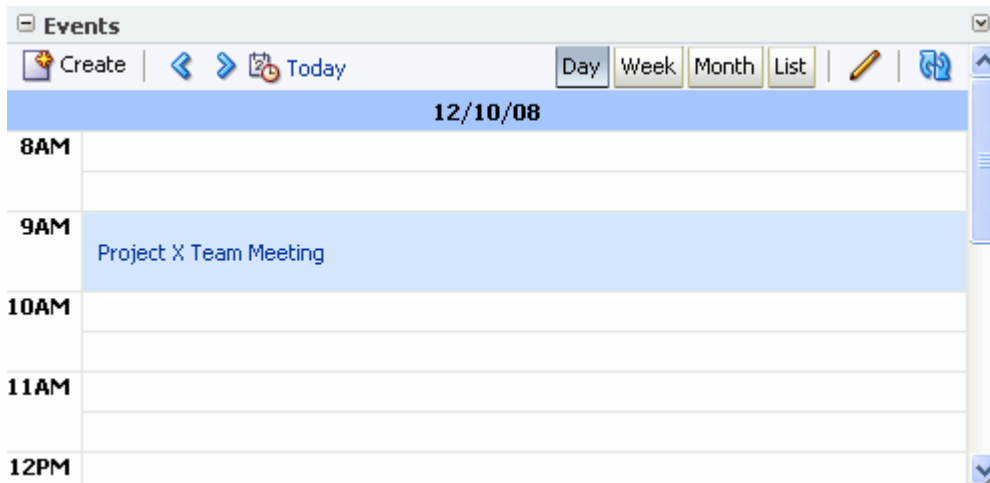 Events
Create Today Day Week Month List
12/10/08
8AM
9AM
Project X Team Meeting
10AM
11AM
12PM